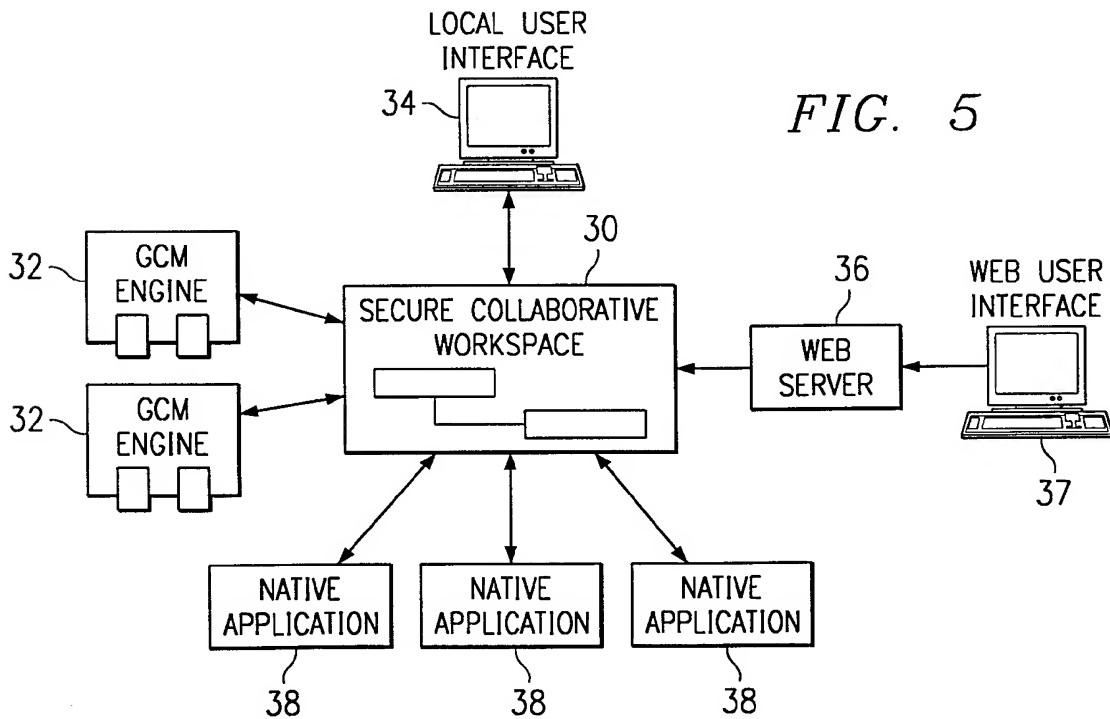 LOCAL USER
INTERFACE
34
FIG. 5
30
32
GCM
ENGINE
SECURE COLLABORATIVE
WORKSPACE
36
WEB SERVER
WEB USER
INTERFACE
37
32
GCM
ENGINE
NATIVE
APPLICATION
38
NATIVE
APPLICATION
38
NATIVE
APPLICATION
38